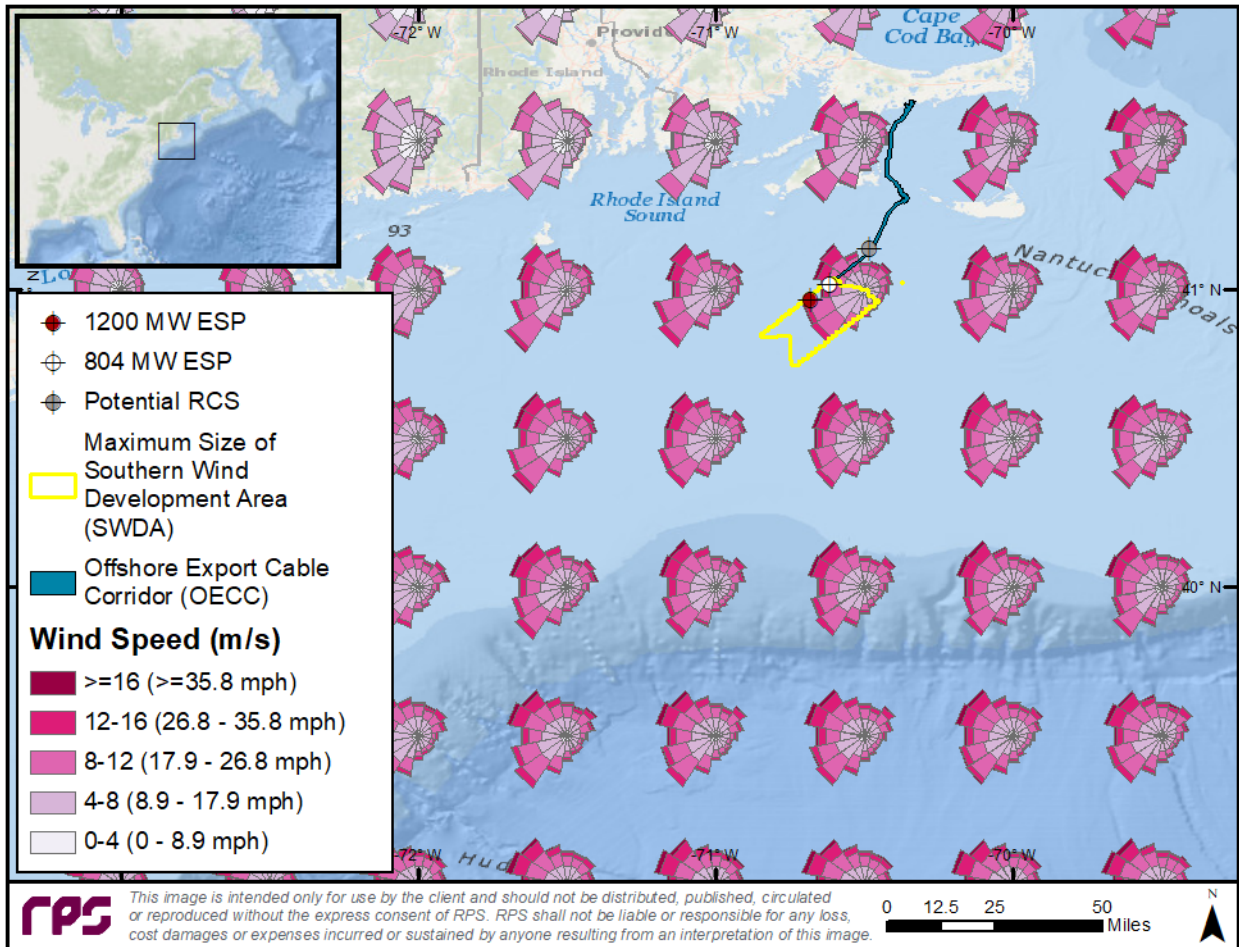 -72° W
Provide
-71° W
Cape
Cod Bay
-70° W
Rhode Island
Rhode Island
Sound
93
Nantuc
hoals
Lo
N
41° N
1200 MW ESP
804 MW ESP
Potential RCS
Maximum Size of
Southern Wind
Development Area
(SWDA)
Offshore Export Cable
Corridor (OECC)
Wind Speed (m/s)
>=16 (>=35.8 mph)
12-16 (26.8 - 35.8 mph)
8-12 (17.9 - 26.8 mph)
4-8 (8.9 - 17.9 mph)
0-4 (0 - 8.9 mph)
40° N
-72° W
Hud
-71° W
-70° W
rps
This image is intended only for use by the client and should not be distributed, published, circulated
or reproduced without the express consent of RPS. RPS shall not be liable or responsible for any loss,
cost damages or expenses incurred or sustained by anyone resulting from an interpretation of this image.
0 12.5 25 50
Miles
N